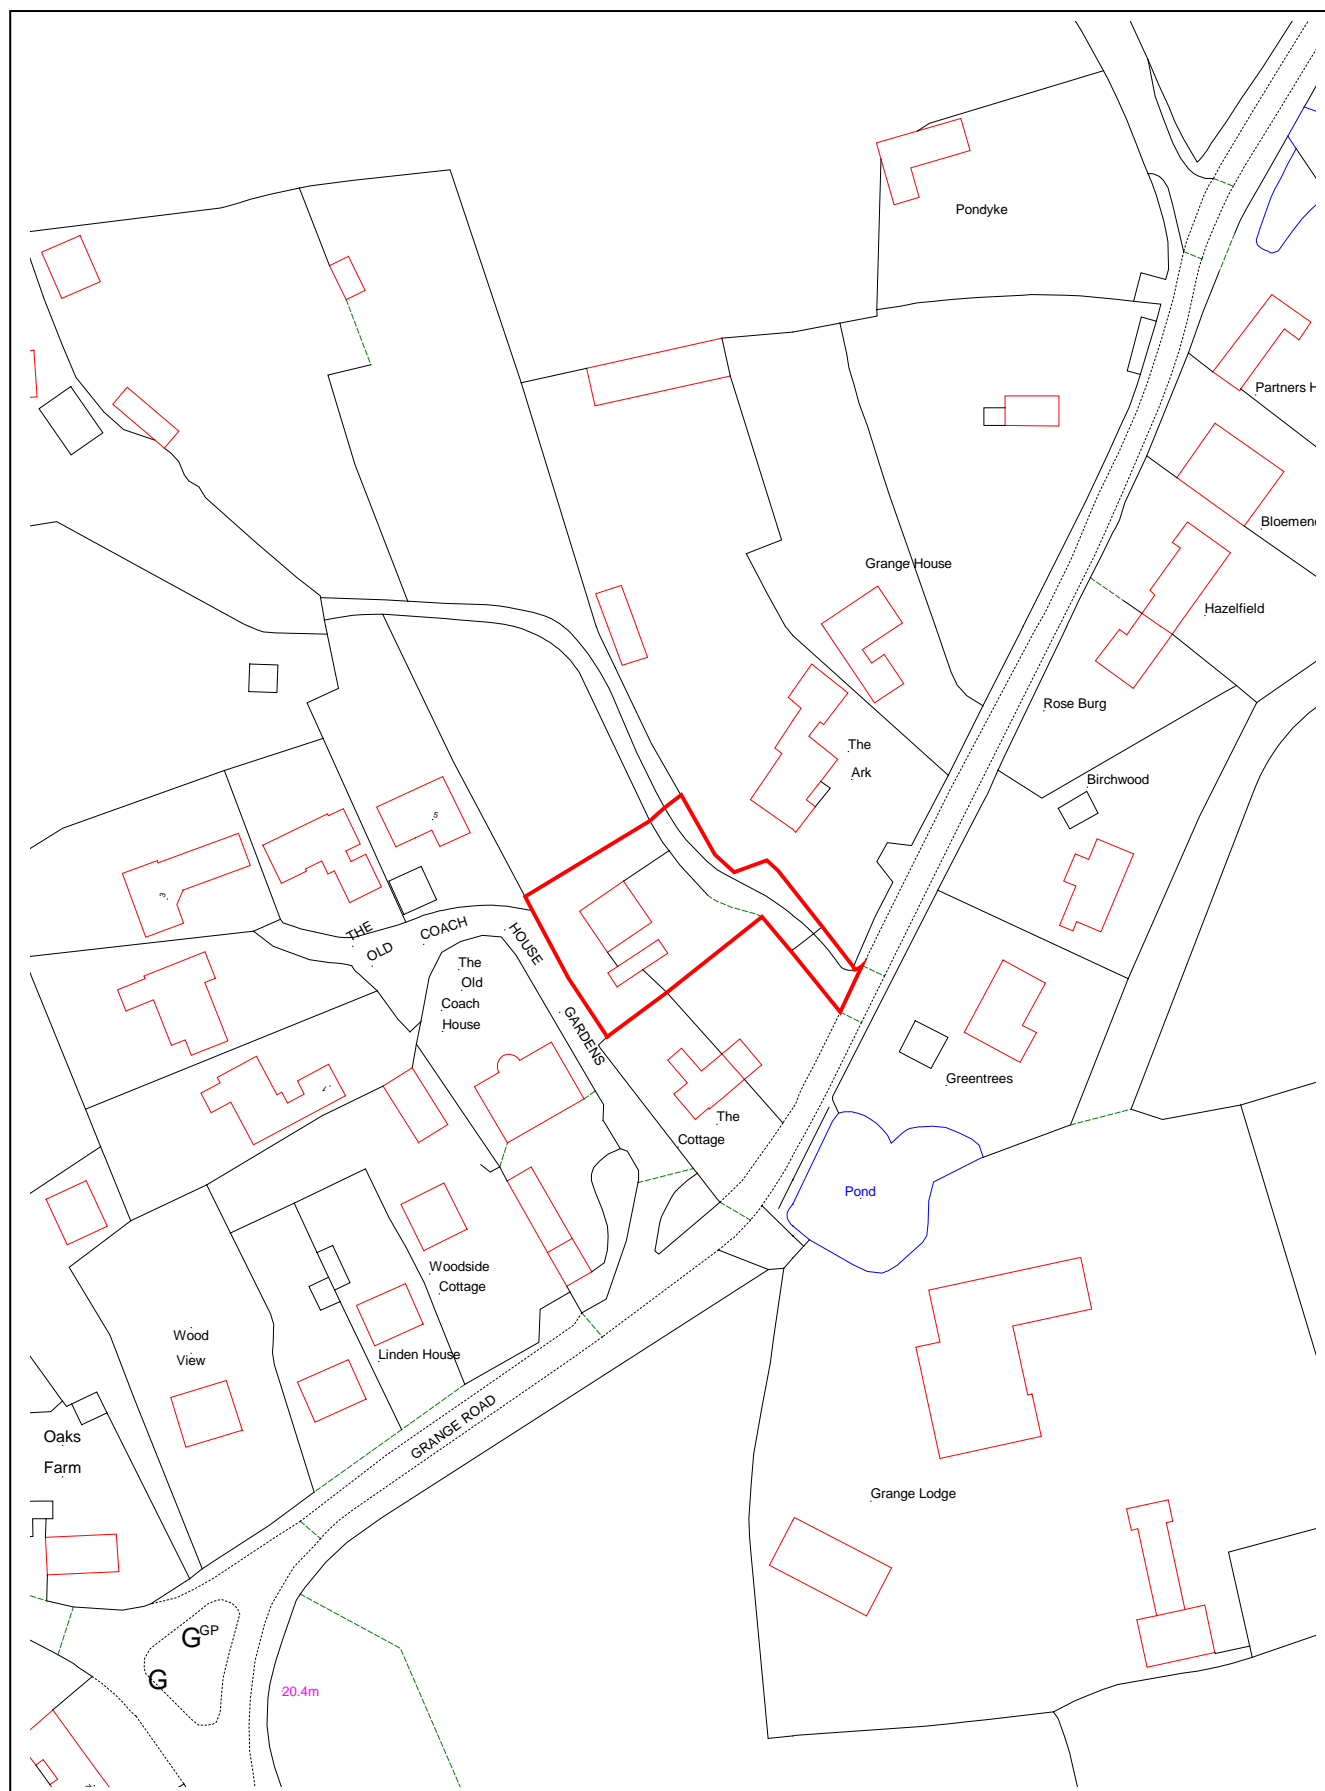 Pondyke
Partners H
Bloemen
Grange House
Hazelfield
Rose Burg
The
Ark
Birchwood
5
3
THE
OLD
COACH
HOUSE
GARDENS
The
Old
Coach
House
Greentrees
The
Cottage
Pond
Woodside
Cottage
Wood
View
Linden House
GRANGE ROAD
Oaks
Farm
Grange Lodge
G
GP
G
20.4m